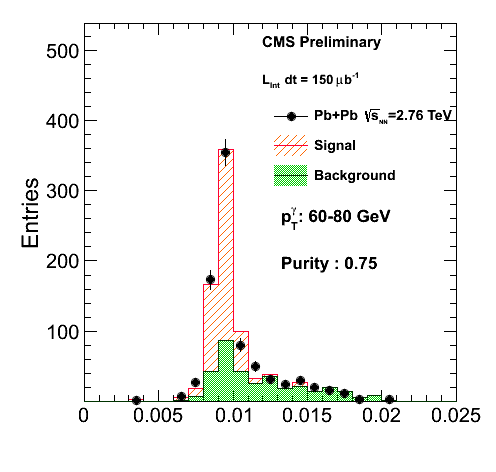 CMS Preliminary
L_int dt = 150 μb⁻¹
Pb+Pb √s_NN=2.76 TeV
Signal
Background
p_T^γ: 60-80 GeV
Purity : 0.75
Entries
500
400
300
200
100
0 0.005 0.01 0.015 0.02 0.025